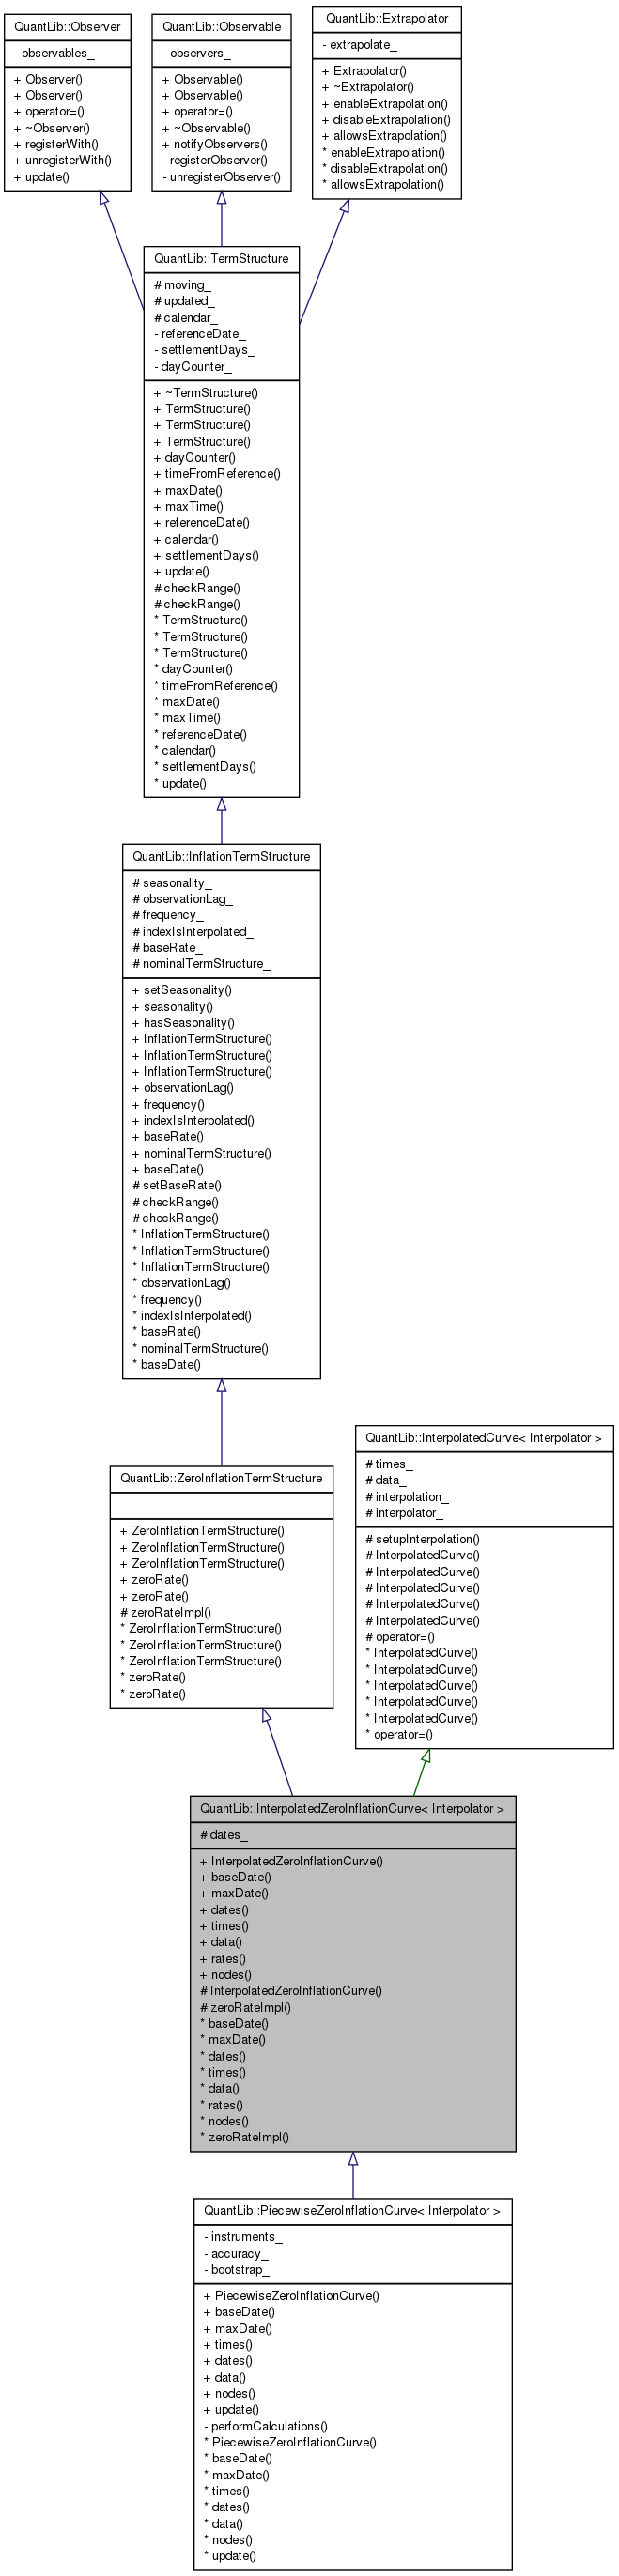 QuantLib::Observer
- observables_
+ Observer()
+ Observer()
+ operator=()
+ ~Observer()
+ registerWith()
+ unregisterWith()
+ update()
QuantLib::Observable
- observers_
+ Observable()
+ Observable()
+ operator=()
+ ~Observable()
+ notifyObservers()
- registerObserver()
- unregisterObserver()
QuantLib::Extrapolator
- extrapolate_
+ Extrapolator()
+ ~Extrapolator()
+ enableExtrapolation()
+ disableExtrapolation()
+ allowsExtrapolation()
* enableExtrapolation()
* disableExtrapolation()
* allowsExtrapolation()
QuantLib::TermStructure
# moving_
# updated_
# calendar_
- referenceDate_
- settlementDays_
- dayCounter_
+ ~TermStructure()
+ TermStructure()
+ TermStructure()
+ TermStructure()
+ dayCounter()
+ timeFromReference()
+ maxDate()
+ maxTime()
+ referenceDate()
+ calendar()
+ settlementDays()
+ update()
# checkRange()
# checkRange()
* TermStructure()
* TermStructure()
* TermStructure()
* dayCounter()
* timeFromReference()
* maxDate()
* maxTime()
* referenceDate()
* calendar()
* settlementDays()
* update()
QuantLib::InflationTermStructure
# seasonality_
# observationLag_
# frequency_
# indexIsInterpolated_
# baseRate_
# nominalTermStructure_
+ setSeasonality()
+ seasonality()
+ hasSeasonality()
+ InflationTermStructure()
+ InflationTermStructure()
+ InflationTermStructure()
+ observationLag()
+ frequency()
+ indexIsInterpolated()
+ baseRate()
+ nominalTermStructure()
+ baseDate()
# setBaseRate()
# checkRange()
# checkRange()
* InflationTermStructure()
* InflationTermStructure()
* InflationTermStructure()
* observationLag()
* frequency()
* indexIsInterpolated()
* baseRate()
* nominalTermStructure()
* baseDate()
QuantLib::ZeroInflationTermStructure
+ ZeroInflationTermStructure()
+ ZeroInflationTermStructure()
+ ZeroInflationTermStructure()
+ zeroRate()
+ zeroRate()
# zeroRateImpl()
* ZeroInflationTermStructure()
* ZeroInflationTermStructure()
* ZeroInflationTermStructure()
* zeroRate()
* zeroRate()
QuantLib::InterpolatedCurve< Interpolator >
# times_
# data_
# interpolation_
# interpolator_
# setupInterpolation()
# InterpolatedCurve()
# InterpolatedCurve()
# InterpolatedCurve()
# InterpolatedCurve()
# InterpolatedCurve()
# operator=()
* InterpolatedCurve()
* InterpolatedCurve()
* InterpolatedCurve()
* InterpolatedCurve()
* InterpolatedCurve()
* operator=()
QuantLib::InterpolatedZeroInflationCurve< Interpolator >
# dates_
+ InterpolatedZeroInflationCurve()
+ baseDate()
+ maxDate()
+ dates()
+ times()
+ data()
+ rates()
+ nodes()
# InterpolatedZeroInflationCurve()
# zeroRateImpl()
* baseDate()
* maxDate()
* dates()
* times()
* data()
* rates()
* nodes()
* zeroRateImpl()
QuantLib::PiecewiseZeroInflationCurve< Interpolator >
- instruments_
- accuracy_
- bootstrap_
+ PiecewiseZeroInflationCurve()
+ baseDate()
+ maxDate()
+ times()
+ dates()
+ data()
+ nodes()
+ update()
- performCalculations()
* PiecewiseZeroInflationCurve()
* baseDate()
* maxDate()
* times()
* dates()
* data()
* nodes()
* update()